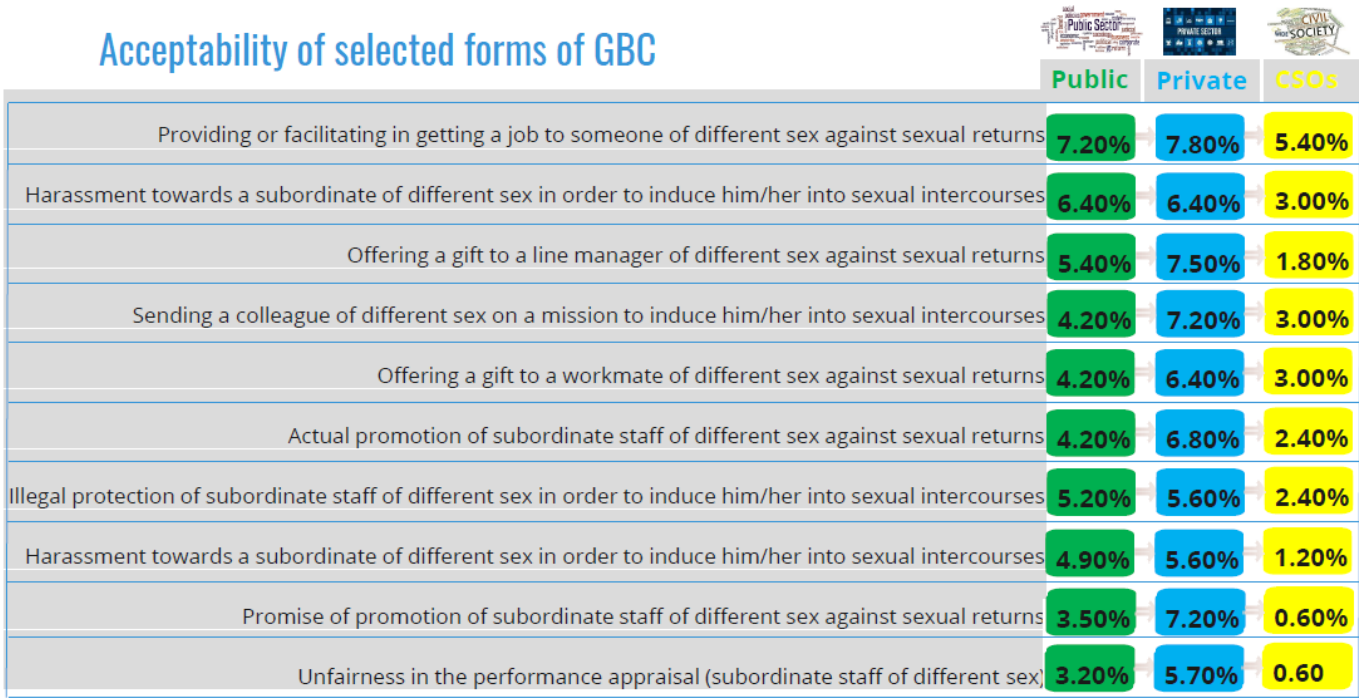 Acceptability of selected forms of GBC
Public Sector
PRIVATE SECTOR
CIVIL
SOCIETY
Public Private CSOs
Providing or facilitating in getting a job to someone of different sex against sexual returns 7.20% 7.80% 5.40%
Harassment towards a subordinate of different sex in order to induce him/her into sexual intercourses 6.40% 6.40% 3.00%
Offering a gift to a line manager of different sex against sexual returns 5.40% 7.50% 1.80%
Sending a colleague of different sex on a mission to induce him/her into sexual intercourses 4.20% 7.20% 3.00%
Offering a gift to a workmate of different sex against sexual returns 4.20% 6.40% 3.00%
Actual promotion of subordinate staff of different sex against sexual returns 4.20% 6.80% 2.40%
Illegal protection of subordinate staff of different sex in order to induce him/her into sexual intercourses 5.20% 5.60% 2.40%
Harassment towards a subordinate of different sex in order to induce him/her into sexual intercourses 4.90% 5.60% 1.20%
Promise of promotion of subordinate staff of different sex against sexual returns 3.50% 7.20% 0.60%
Unfairness in the performance appraisal (subordinate staff of different sex) 3.20% 5.70% 0.60